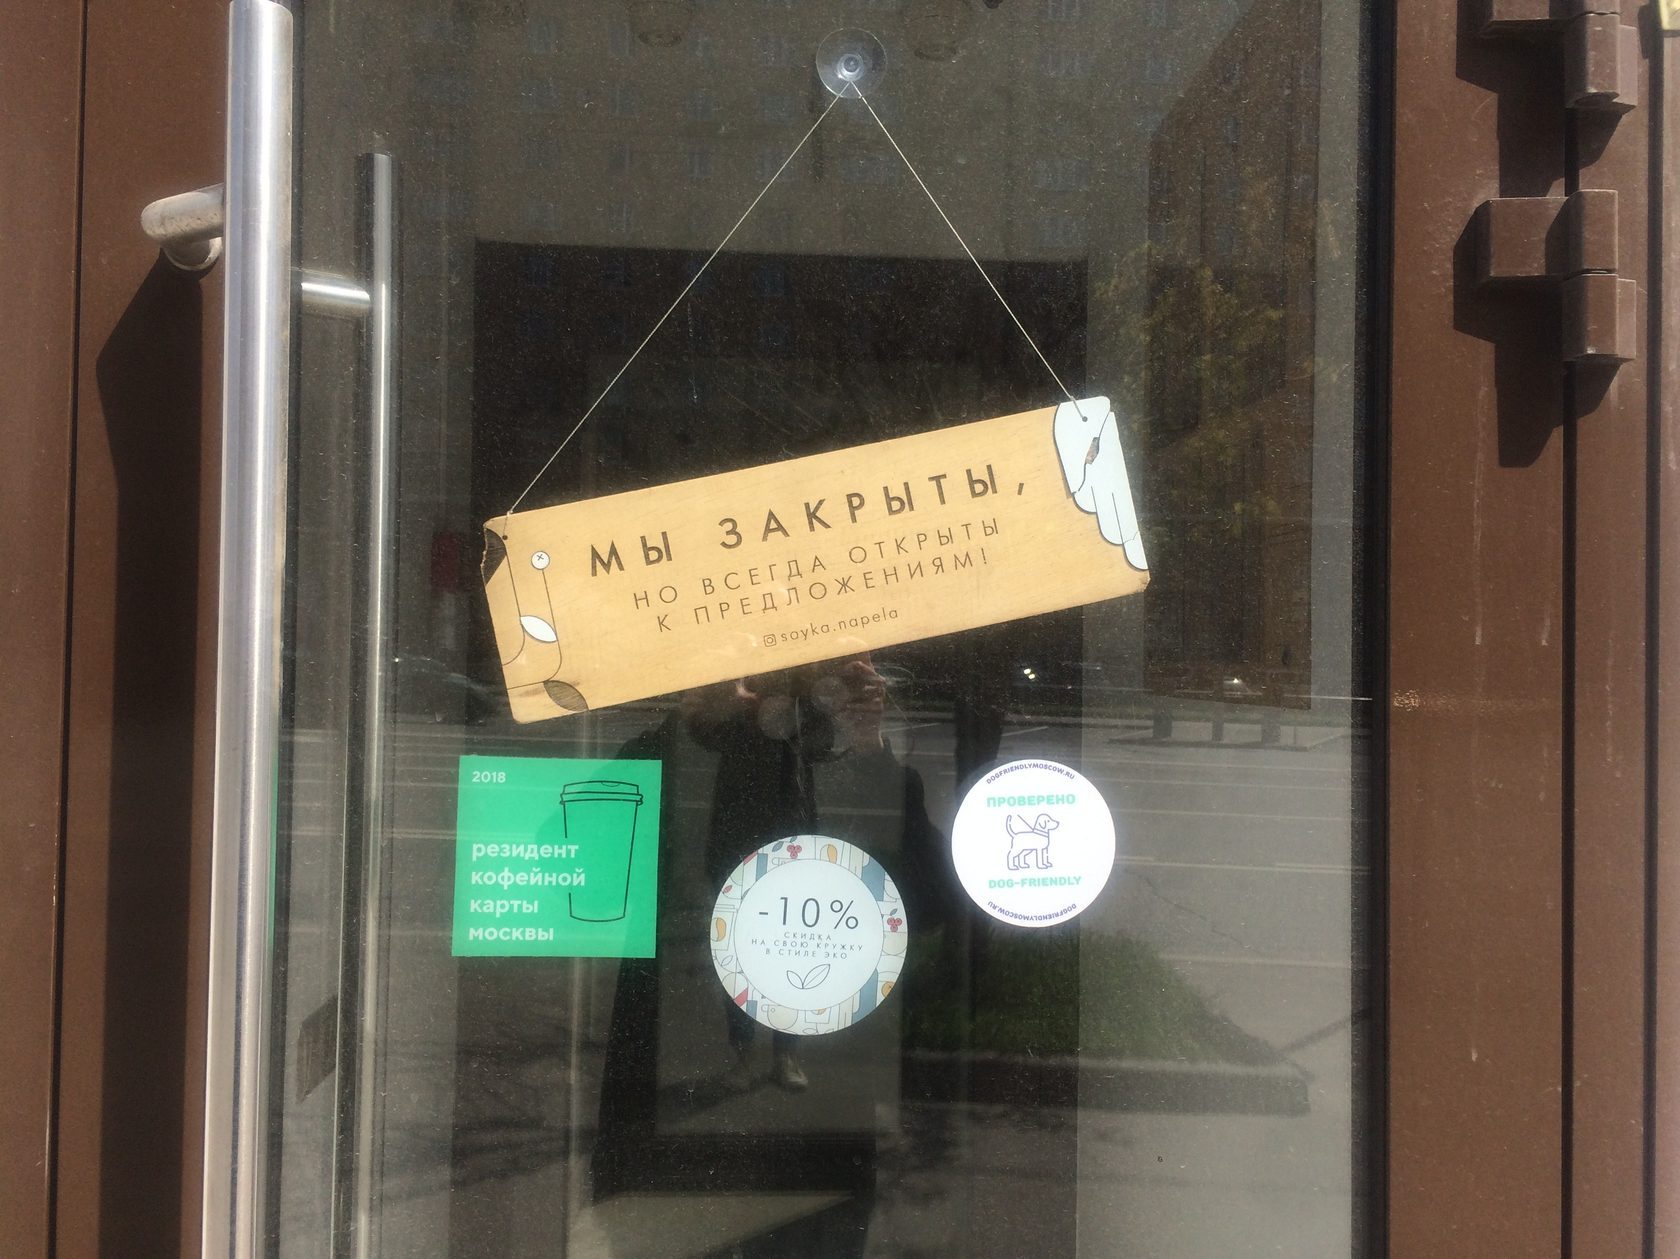 МЫ ЗАКРЫТЫ,
НО ВСЕГДА ОТКРЫТЫ
К ПРЕДЛОЖЕНИЯМ!
soyka.napela
2018
резидент
кофейной
карты
москвы
-10%
СКИДКА
НА СВОЮ КРУЖКУ
В СТИЛЕ ЭКО
DOGFRIENDLYMOSCOW.RU
ПРОВЕРЕНО
DOG-FRIENDLY
DOGFRIENDLYMOSCOW.RU